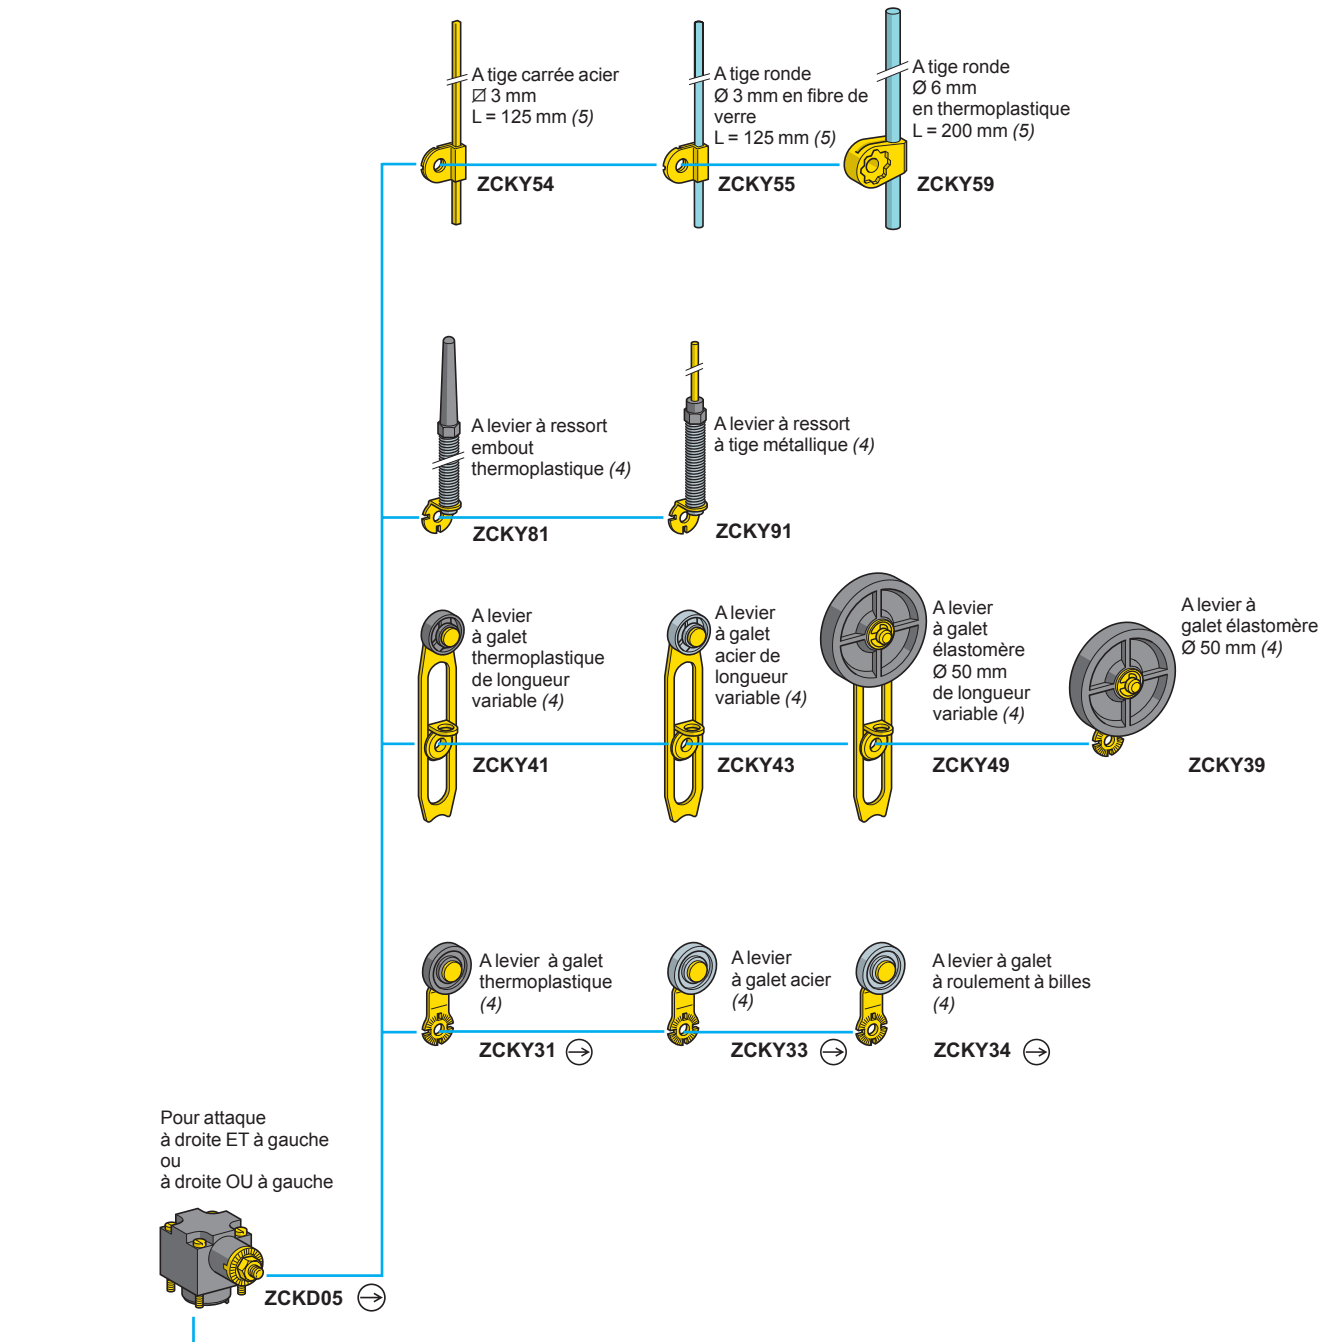 A tige carrée acier
⌀ 3 mm
L = 125 mm (5)
ZCKY54
A tige ronde
Ø 3 mm en fibre de
verre
L = 125 mm (5)
ZCKY55
A tige ronde
Ø 6 mm
en thermoplastique
L = 200 mm (5)
ZCKY59
A levier à ressort
embout
thermoplastique (4)
ZCKY81
A levier à ressort
à tige métallique (4)
ZCKY91
A levier
à galet
thermoplastique
de longueur
variable (4)
ZCKY41
A levier
à galet
acier de
longueur
variable (4)
ZCKY43
A levier
à galet
élastomère
Ø 50 mm
de longueur
variable (4)
ZCKY49
A levier à
galet élastomère
Ø 50 mm (4)
ZCKY39
A levier à galet
thermoplastique
(4)
ZCKY31
A levier
à galet acier
(4)
ZCKY33
A levier à galet
à roulement à billes
(4)
ZCKY34
Pour attaque
à droite ET à gauche
ou
à droite OU à gauche
ZCKD05